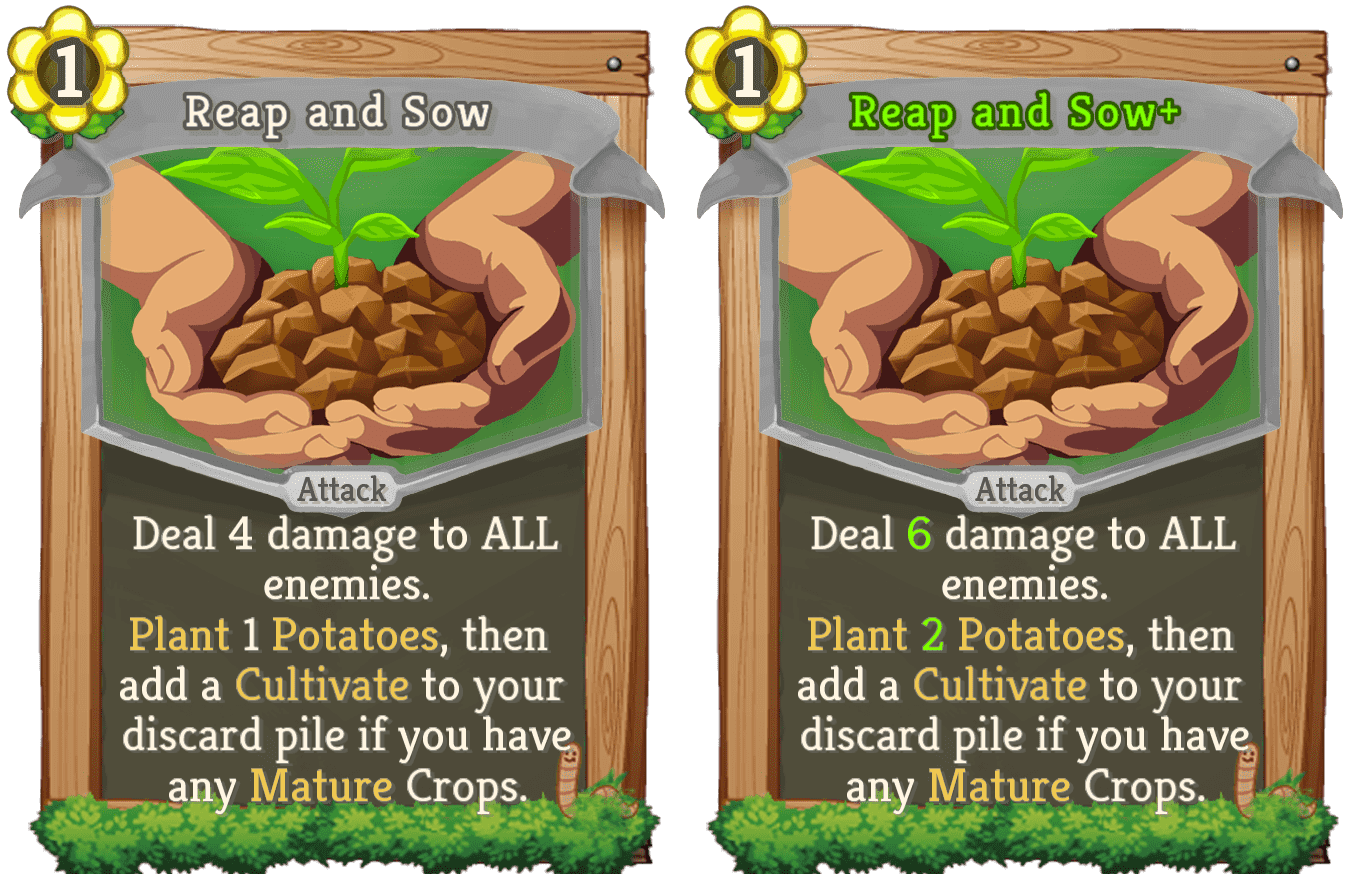 1
Reap and Sow
Attack
Deal 4 damage to ALL
enemies.
Plant 1 Potatoes, then
add a Cultivate to your
discard pile if you have
any Mature Crops.
1
Reap and Sow+
Attack
Deal 6 damage to ALL
enemies.
Plant 2 Potatoes, then
add a Cultivate to your
discard pile if you have
any Mature Crops.